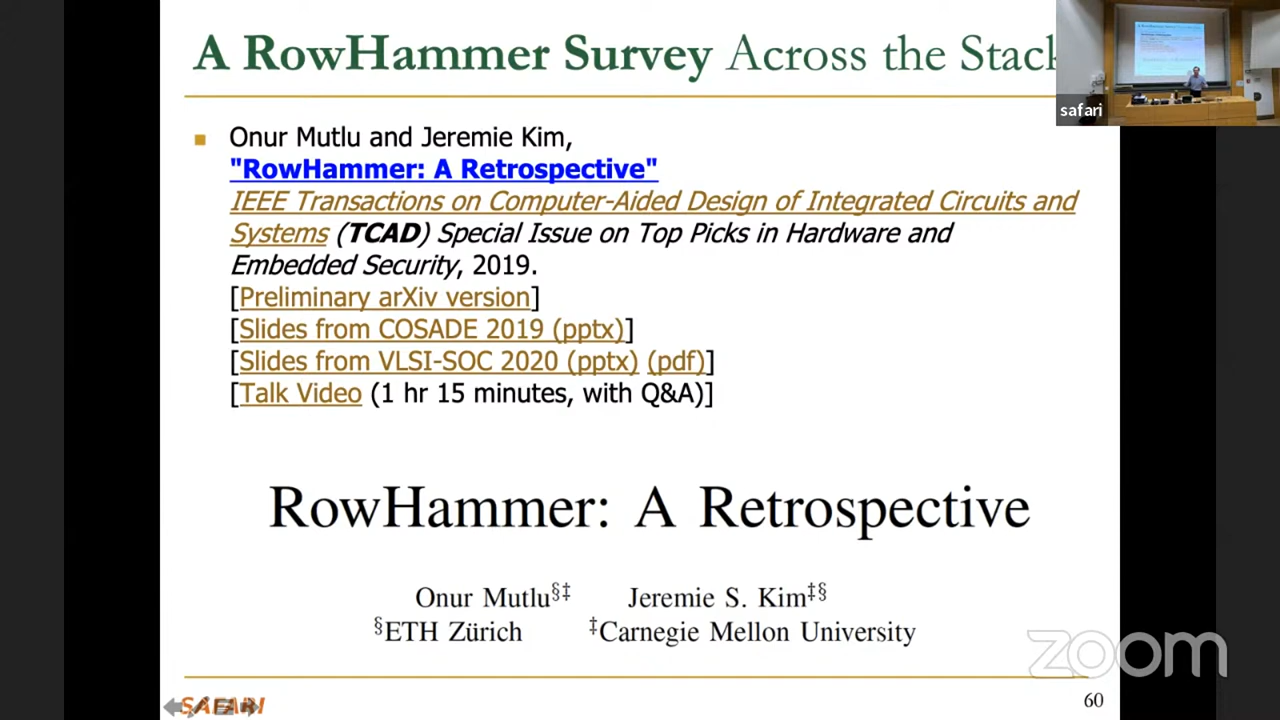 A RowHammer Survey Across the Stack
safari
Onur Mutlu and Jeremie Kim,
"RowHammer: A Retrospective"
IEEE Transactions on Computer-Aided Design of Integrated Circuits and
Systems (TCAD) Special Issue on Top Picks in Hardware and
Embedded Security, 2019.
[Preliminary arXiv version]
[Slides from COSADE 2019 (pptx)]
[Slides from VLSI-SOC 2020 (pptx) (pdf)]
[Talk Video (1 hr 15 minutes, with Q&A)]
RowHammer: A Retrospective
Onur Mutlu§‡ Jeremie S. Kim‡§
§ETH Zürich ‡Carnegie Mellon University
zoom
SAFARI
60